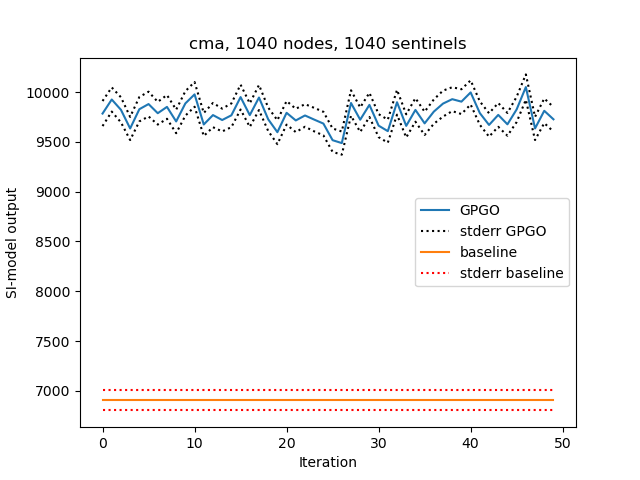 cma, 1040 nodes, 1040 sentinels
SI-model output
10000
9500
9000
8500
8000
7500
7000
GPGO
stderr GPGO
baseline
stderr baseline
0 10 20 30 40 50
Iteration